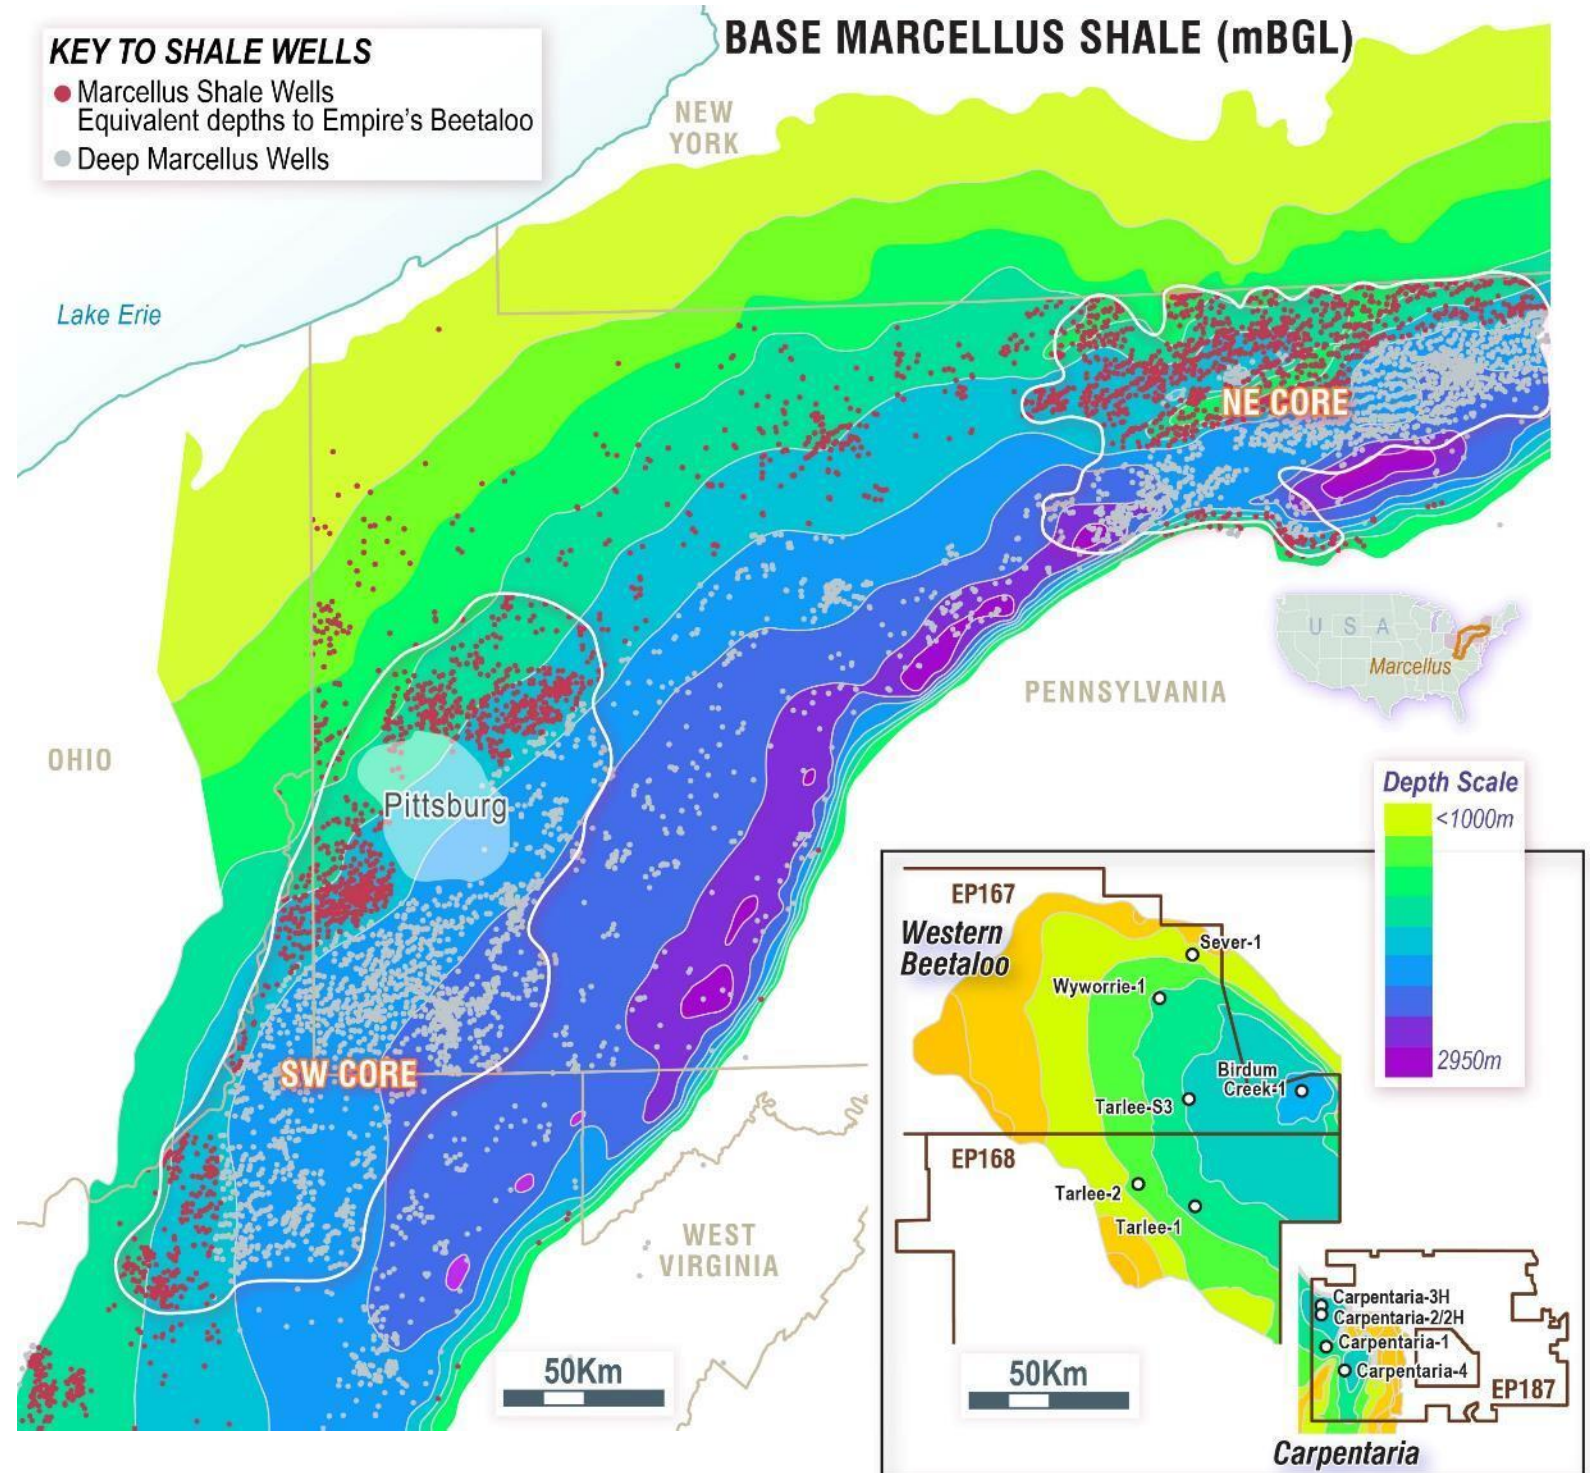 BASE MARCELLUS SHALE (mBGL)
KEY TO SHALE WELLS
Marcellus Shale Wells
Equivalent depths to Empire's Beetaloo
Deep Marcellus Wells
NEW
YORK
Lake Erie
NE CORE
U S A
Marcellus
PENNSYLVANIA
OHIO
Pittsburg
SW CORE
WEST
VIRGINIA
50Km
Depth Scale
<1000m
2950m
EP167
Western
Beetaloo
Sever-1
Wyworrie-1
Birdum
Creek-1
Tarlee-S3
EP168
Tarlee-2
Tarlee-1
Carpentaria-3H
Carpentaria-2/2H
Carpentaria-1
Carpentaria-4
EP187
50Km
Carpentaria